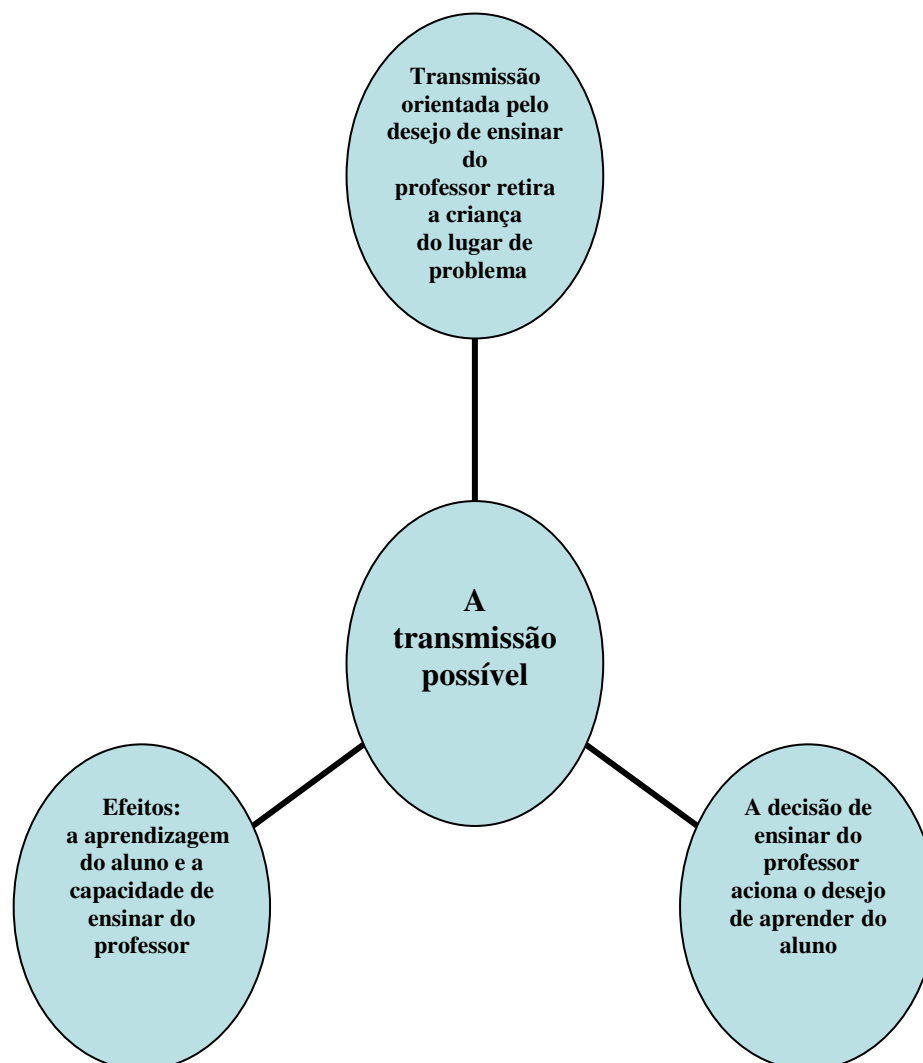 Transmissão
orientada pelo
desejo de ensinar
do
professor retira
a criança
do lugar de
problema
A
transmissão
possível
Efeitos:
a aprendizagem
do aluno e a
capacidade de
ensinar do
professor
A decisão de
ensinar do
professor
aciona o desejo
de aprender do
aluno